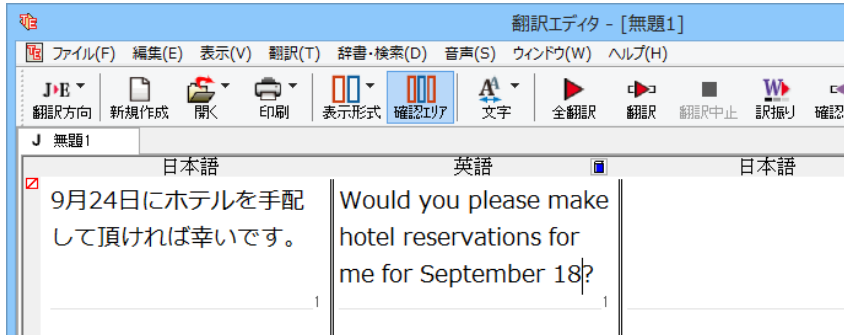 翻訳エディタ - [無題1]
ファイル(F) 編集(E) 表示(V) 翻訳(T) 辞書・検索(D) 音声(S) ウィンドウ(W) ヘルプ(H)
J E
翻訳方向 新規作成 開く 印刷 表示形式 確認エリア 文字 全翻訳 翻訳 翻訳中止 訳振り 確認
J 無題1
日本語 英語 日本語
9月24日にホテルを手配
して頂ければ幸いです。
1
Would you please make
hotel reservations for
me for September 18?
1